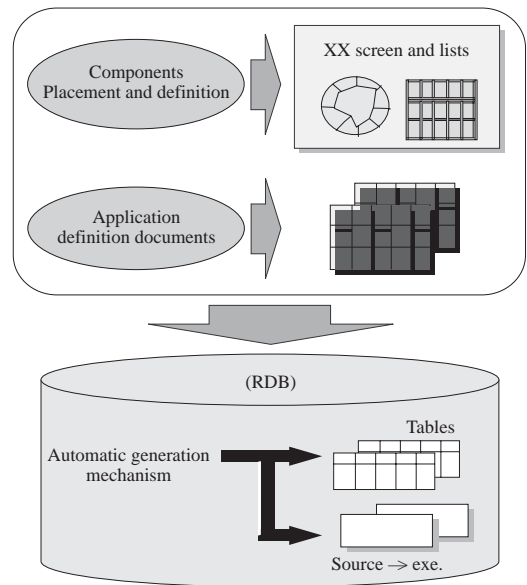 Components
Placement and definition
XX screen and lists
Application
definition documents
(RDB)
Tables
Automatic generation
mechanism
Source → exe.